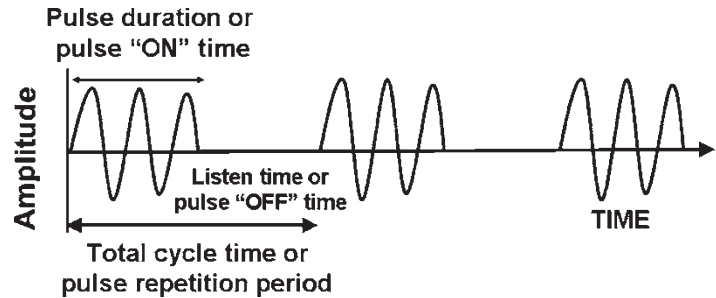 Pulse duration or
pulse “ON” time
Amplitude
Listen time or
pulse “OFF” time
TIME
Total cycle time or
pulse repetition period